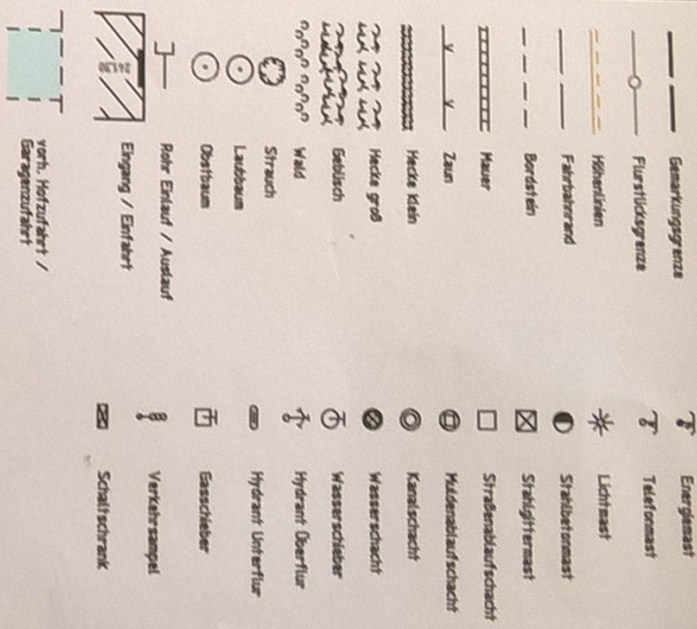 Gemarkungsgrenze
Flurstücksgrenze
Höhenlinien
Fahrbahnrand
Bordstein
Mauer
Zaun
Hecke klein
Hecke groß
Gebüsch
Wald
Strauch
Laubbaum
Obstbaum
Rohr Einlauf / Auslauf
Eingang / Einfahrt
vorh. Hofzufahrt /
Garagenzufahrt
Energiemast
Telefonmast
Lichtmast
Stahlbetonmast
Stahlgittermast
Straßenablaufschacht
Muldenablaufschacht
Kanalschacht
Wasserschacht
Wasserschieber
Hydrant Überflur
Hydrant Unterflur
Gasschieber
Verkehrsampel
Schaltschrank